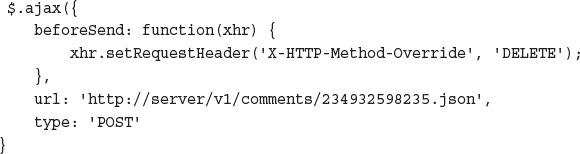 $.ajax({
    beforeSend: function(xhr) {
        xhr.setRequestHeader('X-HTTP-Method-Override', 'DELETE');
    },
    url: 'http://server/v1/comments/234932598235.json',
    type: 'POST'
}